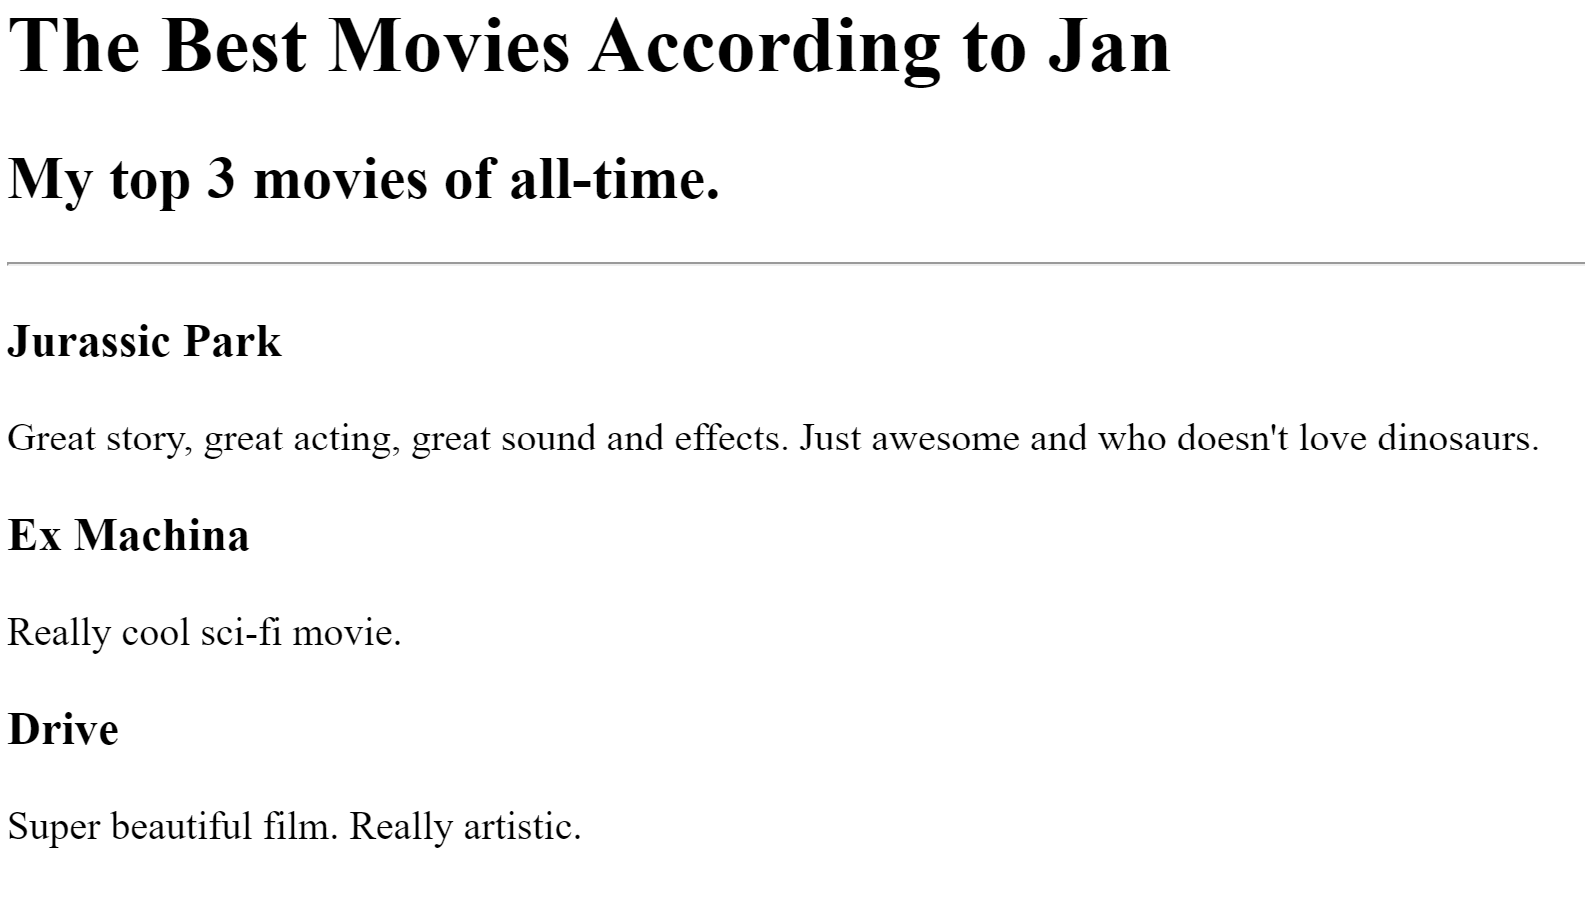 The Best Movies According to Jan
My top 3 movies of all-time.
Jurassic Park
Great story, great acting, great sound and effects. Just awesome and who doesn't love dinosaurs.
Ex Machina
Really cool sci-fi movie.
Drive
Super beautiful film. Really artistic.